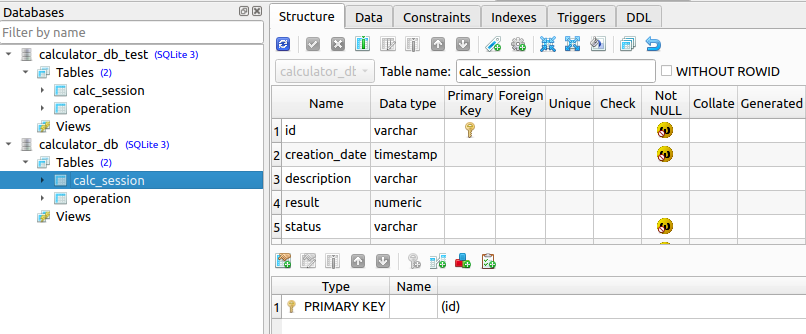 Databases
Filter by name
calculator_db_test (SQLite 3)
Tables (2)
calc_session
operation
Views
calculator_db (SQLite 3)
Tables (2)
calc_session
operation
Views
Structure Data Constraints Indexes Triggers DDL
calculator_dt Table name: calc_session WITHOUT ROWID
Name Data type Primary Key Foreign Key Unique Check Not NULL Collate Generated
1 id varchar
2 creation_date timestamp
3 description varchar
4 result numeric
5 status varchar
Type Name
1 PRIMARY KEY (id)